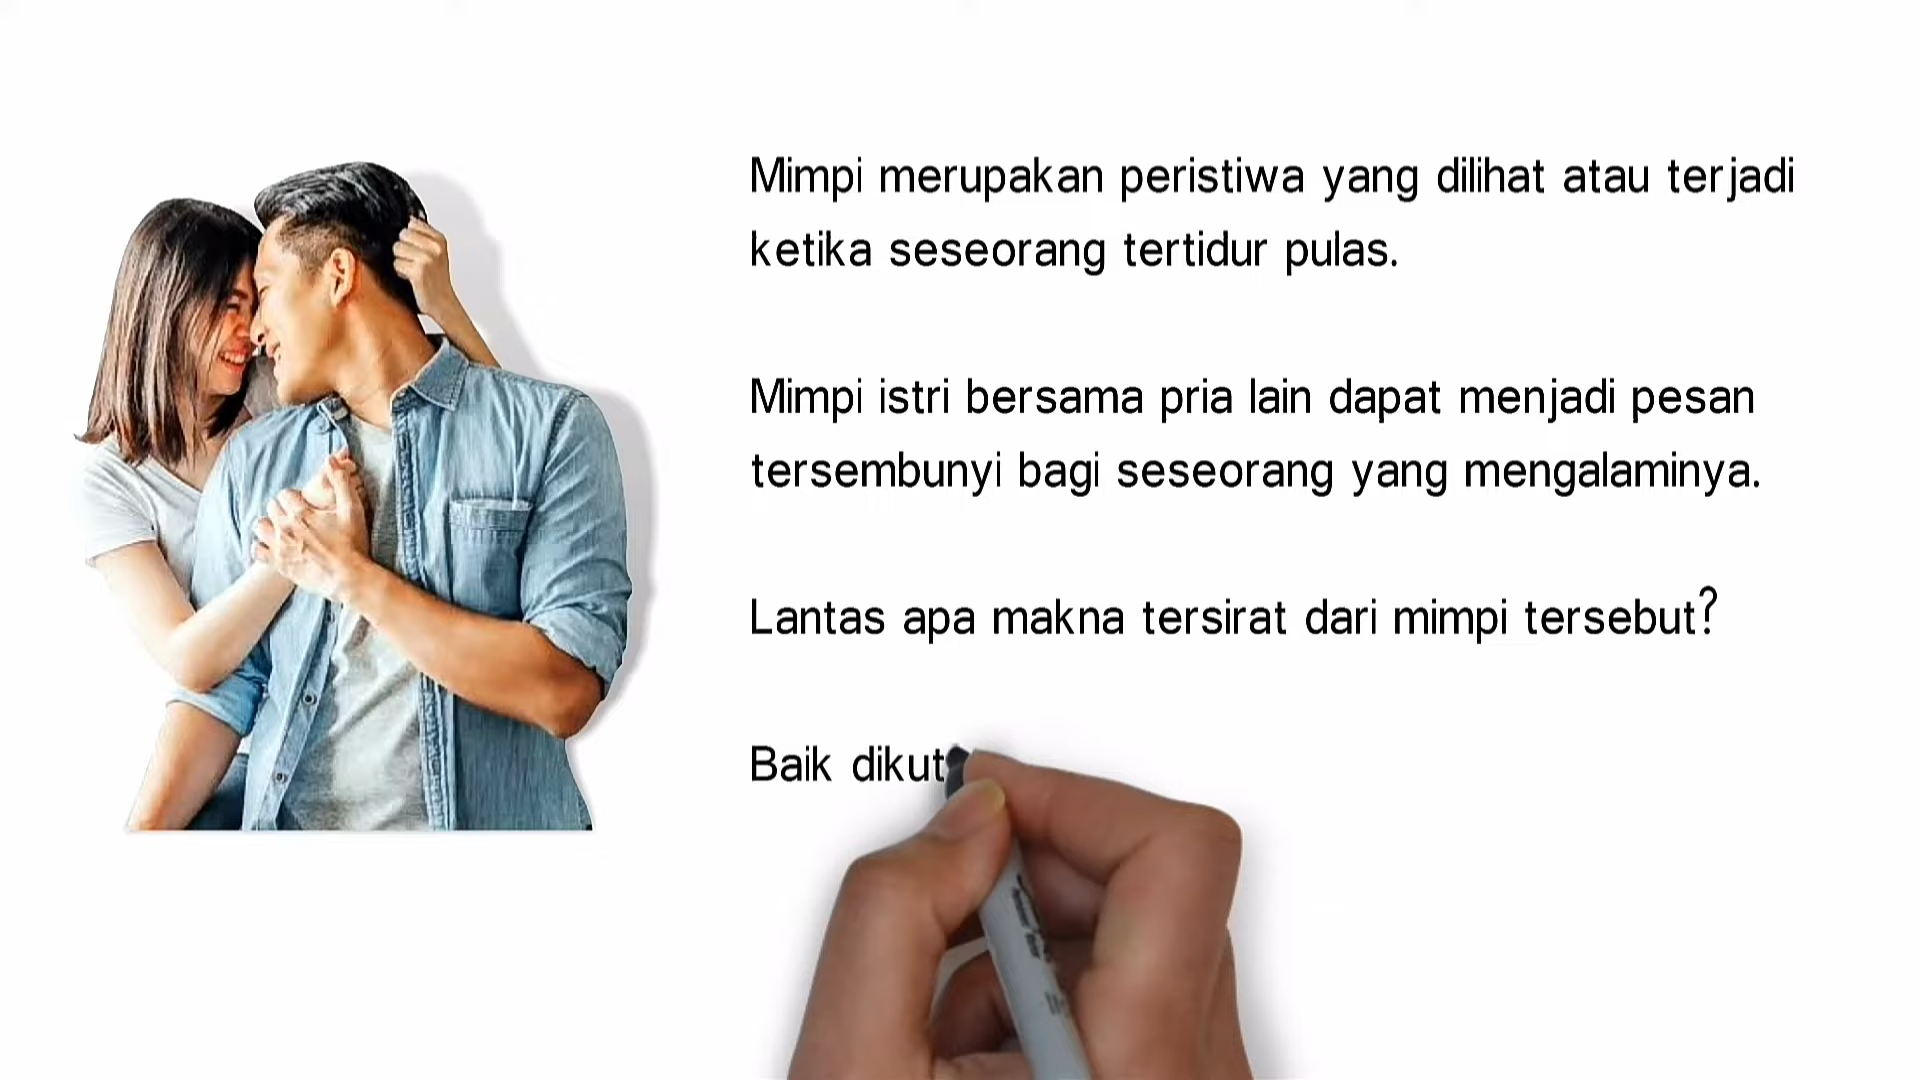 Mimpi merupakan peristiwa yang dilihat atau terjadi
ketika seseorang tertidur pulas.
Mimpi istri bersama pria lain dapat menjadi pesan
tersembunyi bagi seseorang yang mengalaminya.
Lantas apa makna tersirat dari mimpi tersebut?
Baik dikut